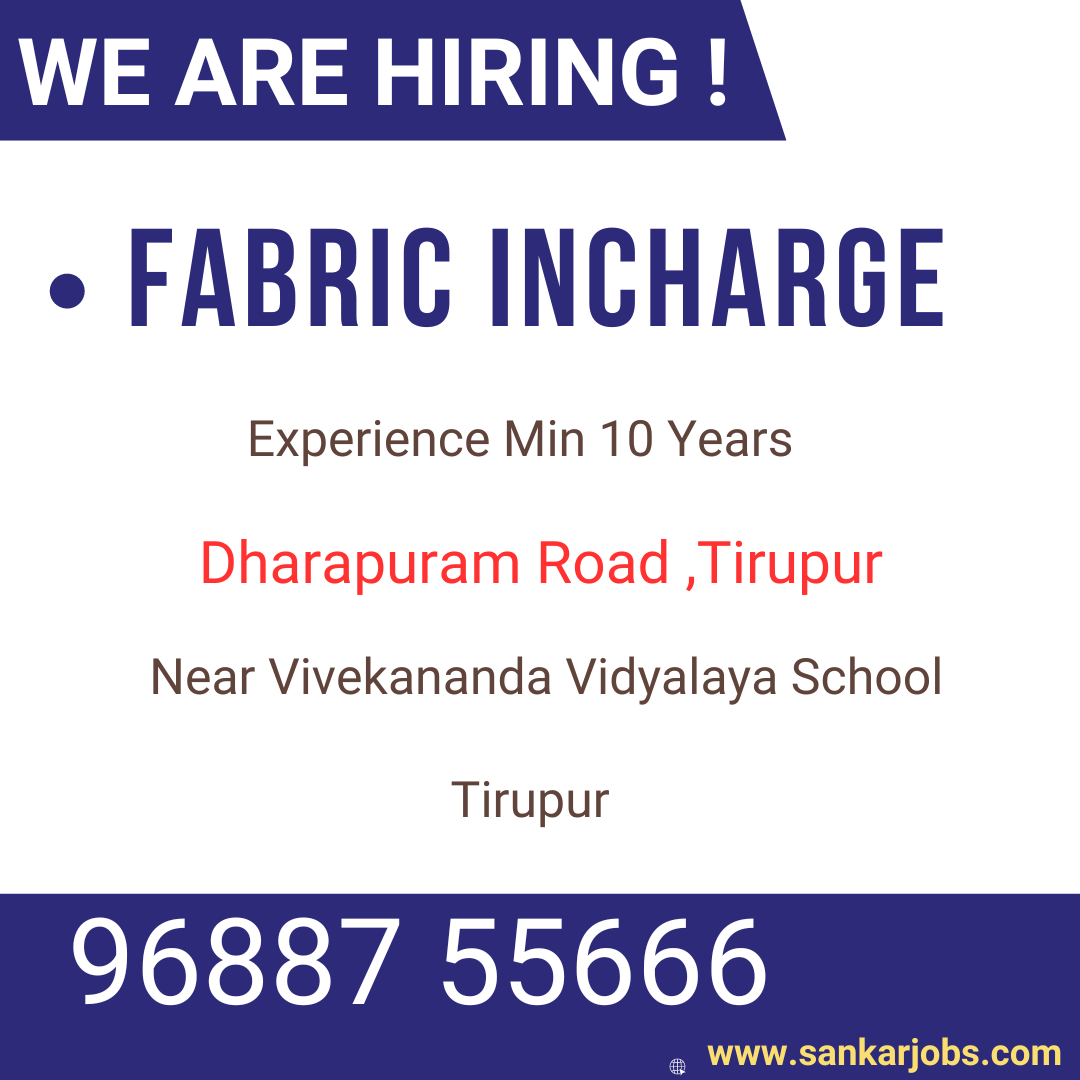 WE ARE HIRING !
• FABRIC INCHARGE
Experience Min 10 Years
Dharapuram Road ,Tirupur
Near Vivekananda Vidyalaya School
Tirupur
96887 55666
www.sankarjobs.com